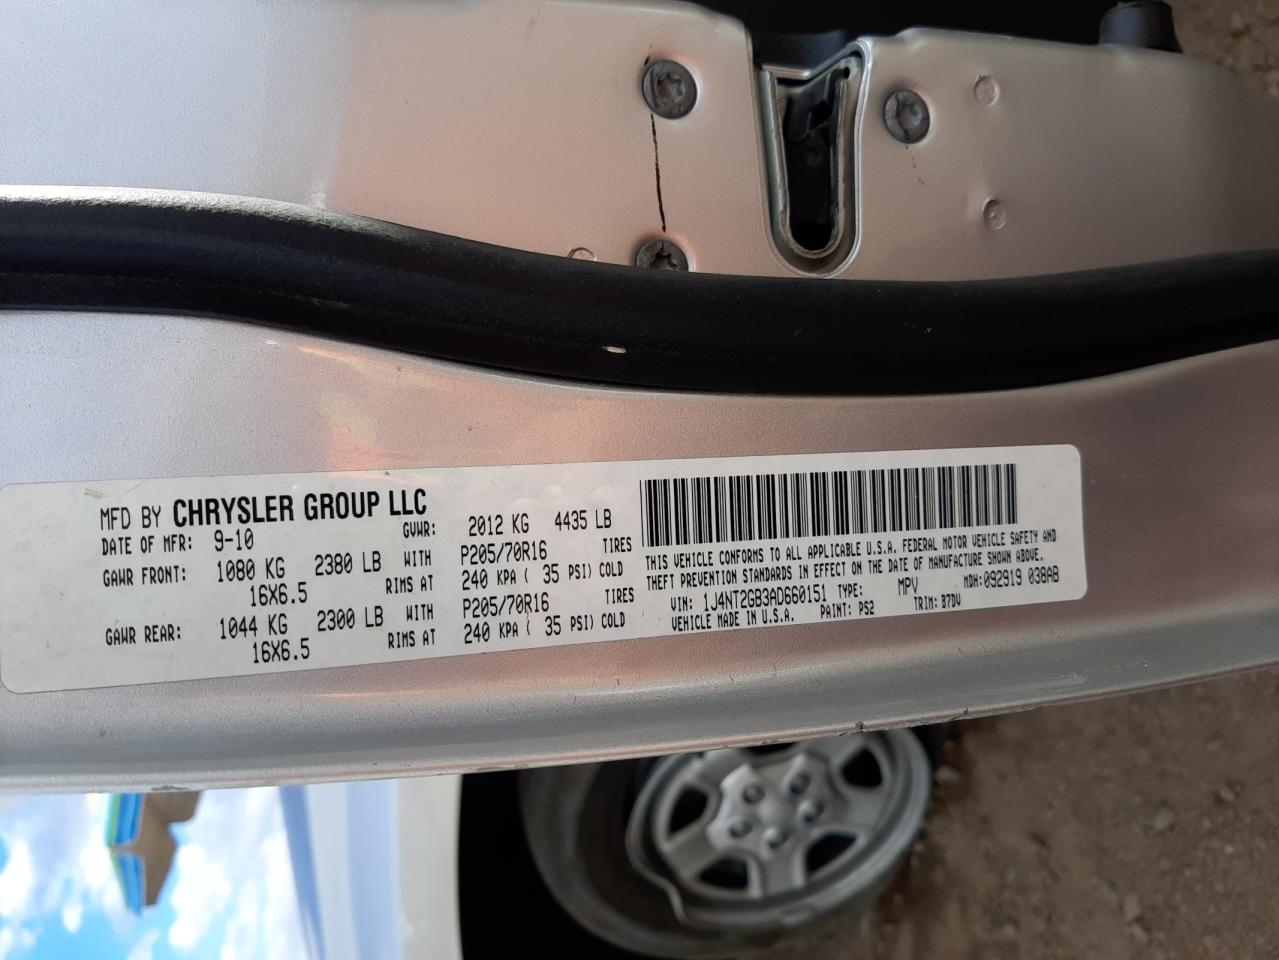 MFD BY CHRYSLER GROUP LLC
DATE OF MFR: 9-10 GVWR: 2012 KG 4435 LB
GAWR FRONT: 1080 KG 2380 LB WITH P205/70R16 TIRES
16X6.5 RIMS AT 240 KPA ( 35 PSI) COLD
GAWR REAR: 1044 KG 2300 LB WITH P205/70R16 TIRES
16X6.5 RIMS AT 240 KPA ( 35 PSI) COLD
THIS VEHICLE CONFORMS TO ALL APPLICABLE U.S.A. FEDERAL MOTOR VEHICLE SAFETY AND
THEFT PREVENTION STANDARDS IN EFFECT ON THE DATE OF MANUFACTURE SHOWN ABOVE.
VIN: 1J4NT2GB3AD660151 TYPE: MPV MDH:092919 038AB
VEHICLE MADE IN U.S.A. PAINT: PS2 TRIM: B7DV